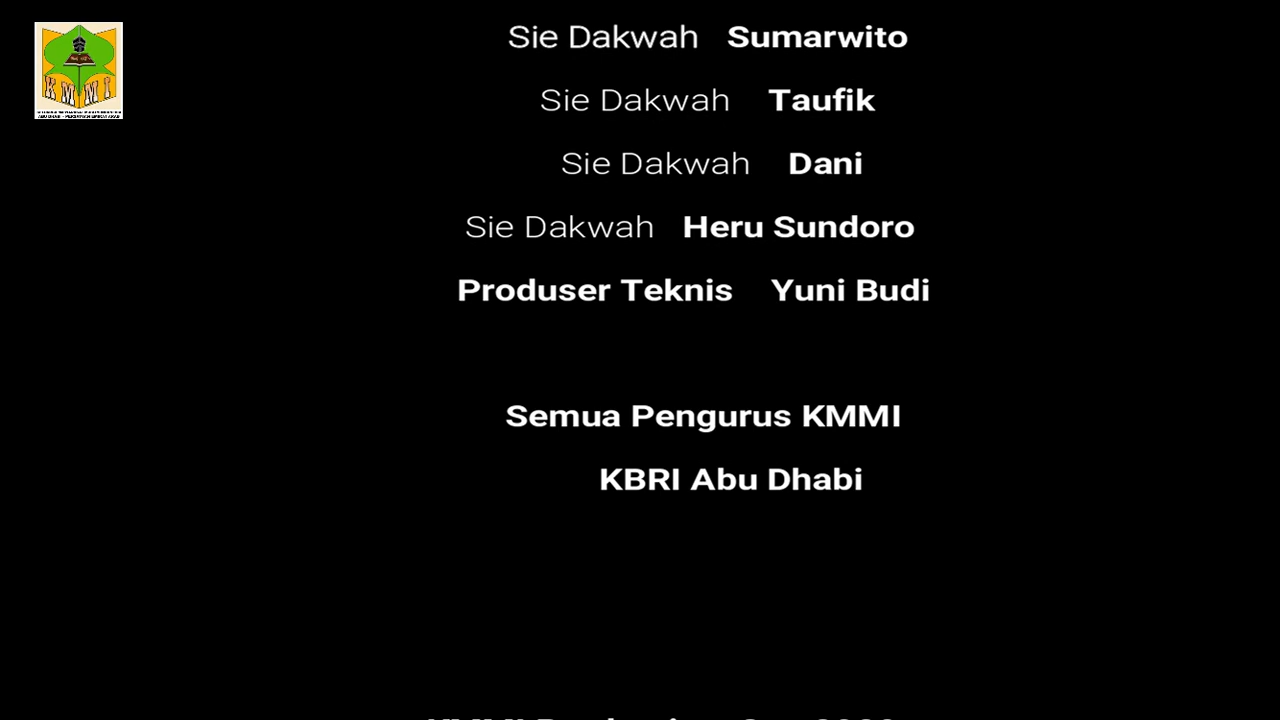 KMMI
Sie Dakwah Sumarwito
Sie Dakwah Taufik
Sie Dakwah Dani
Sie Dakwah Heru Sundoro
Produser Teknis Yuni Budi
Semua Pengurus KMMI
KBRI Abu Dhabi